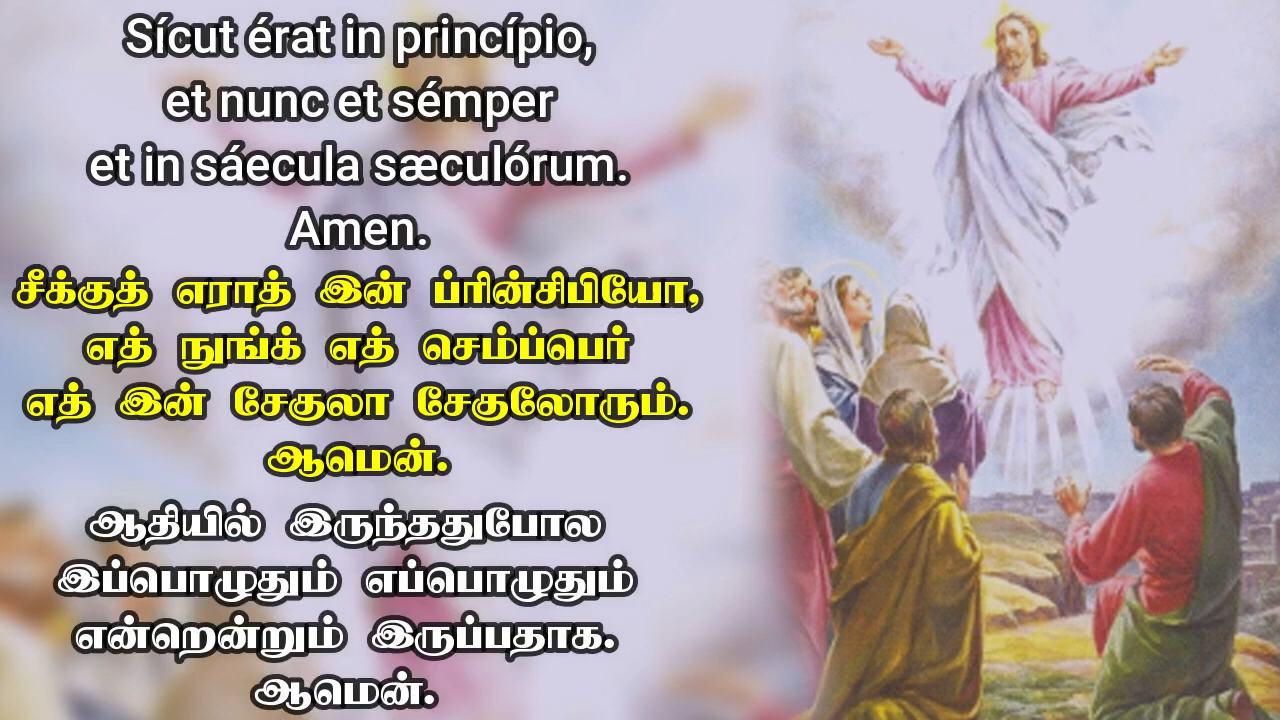 Sícut érat in princípio,
et nunc et sémper
et in sáecula sæculórum.
Amen.
சீக்குத் எராத் இன் ப்ரின்சிபியோ,
எத் நுங்க் எத் செம்ப்பெர்
எத் இன் சேகுலா சேகுலோரும்.
ஆமென்.
ஆதியில் இருந்ததுபோல
இப்பொழுதும் எப்பொழுதும்
என்றென்றும் இருப்பதாக.
ஆமென்.